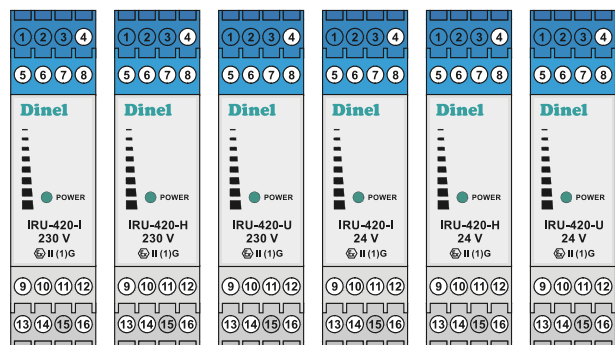 1 2 3 4 1 2 3 4 1 2 3 4 1 2 3 4 1 2 3 4 1 2 3 4
5 6 7 8 5 6 7 8 5 6 7 8 5 6 7 8 5 6 7 8 5 6 7 8
Dinel Dinel Dinel Dinel Dinel Dinel
POWER POWER POWER POWER POWER POWER
IRU-420-I IRU-420-H IRU-420-U IRU-420-I IRU-420-H IRU-420-U
230 V 230 V 230 V 24 V 24 V 24 V
Ex II (1)G Ex II (1)G Ex II (1)G Ex II (1)G Ex II (1)G Ex II (1)G
9 10 11 12 9 10 11 12 9 10 11 12 9 10 11 12 9 10 11 12 9 10 11 12
13 14 15 16 13 14 15 16 13 14 15 16 13 14 15 16 13 14 15 16 13 14 15 16